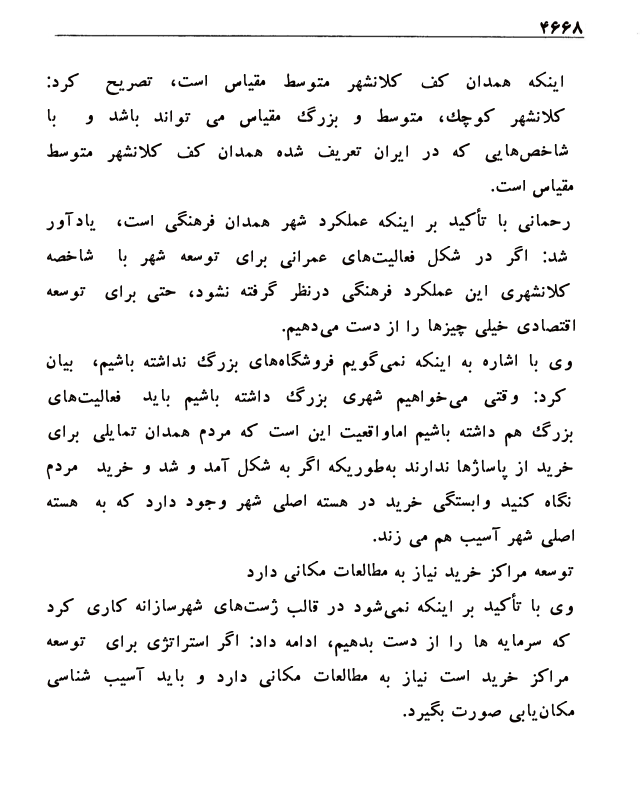 ۴۶۶۸
اینکه همدان کف کلانشهر متوسط مقیاس است، تصریح کرد:
کلانشهر کوچك، متوسط و بزرگ مقیاس می تواند باشد و با
شاخص‌هایی که در ایران تعریف شده همدان کف کلانشهر متوسط
مقیاس است.
رحمانی با تأکید بر اینکه عملکرد شهر همدان فرهنگی است، یادآور
شد: اگر در شکل فعالیت‌های عمرانی برای توسعه شهر با شاخصه
کلانشهری این عملکرد فرهنگی درنظر گرفته نشود، حتی برای توسعه
اقتصادی خیلی چیزها را از دست می‌دهیم.
وی با اشاره به اینکه نمی‌گویم فروشگاه‌های بزرگ نداشته باشیم، بیان
کرد: وقتی می‌خواهیم شهری بزرگ داشته باشیم باید فعالیت‌های
بزرگ هم داشته باشیم اماواقعیت این است که مردم همدان تمایلی برای
خرید از پاساژها ندارند به‌طوریکه اگر به شکل آمد و شد و خرید مردم
نگاه کنید وابستگی خرید در هسته اصلی شهر وجود دارد که به هسته
اصلی شهر آسیب هم می زند.
توسعه مراکز خرید نیاز به مطالعات مکانی دارد
وی با تأکید بر اینکه نمی‌شود در قالب ژست‌های شهرسازانه کاری کرد
که سرمایه ها را از دست بدهیم، ادامه داد: اگر استراتژی برای توسعه
مراکز خرید است نیاز به مطالعات مکانی دارد و باید آسیب شناسی
مکان‌یابی صورت بگیرد.